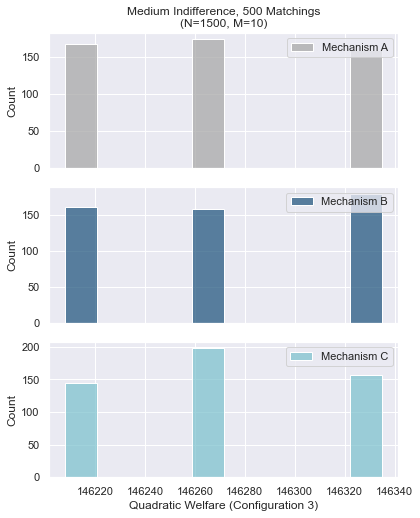 Medium Indifference, 500 Matchings
(N=1500, M=10)
Count
150
100
50
0
Mechanism A
Count
150
100
50
0
Mechanism B
Count
200
150
100
50
0
Mechanism C
146220 146240 146260 146280 146300 146320 146340
Quadratic Welfare (Configuration 3)